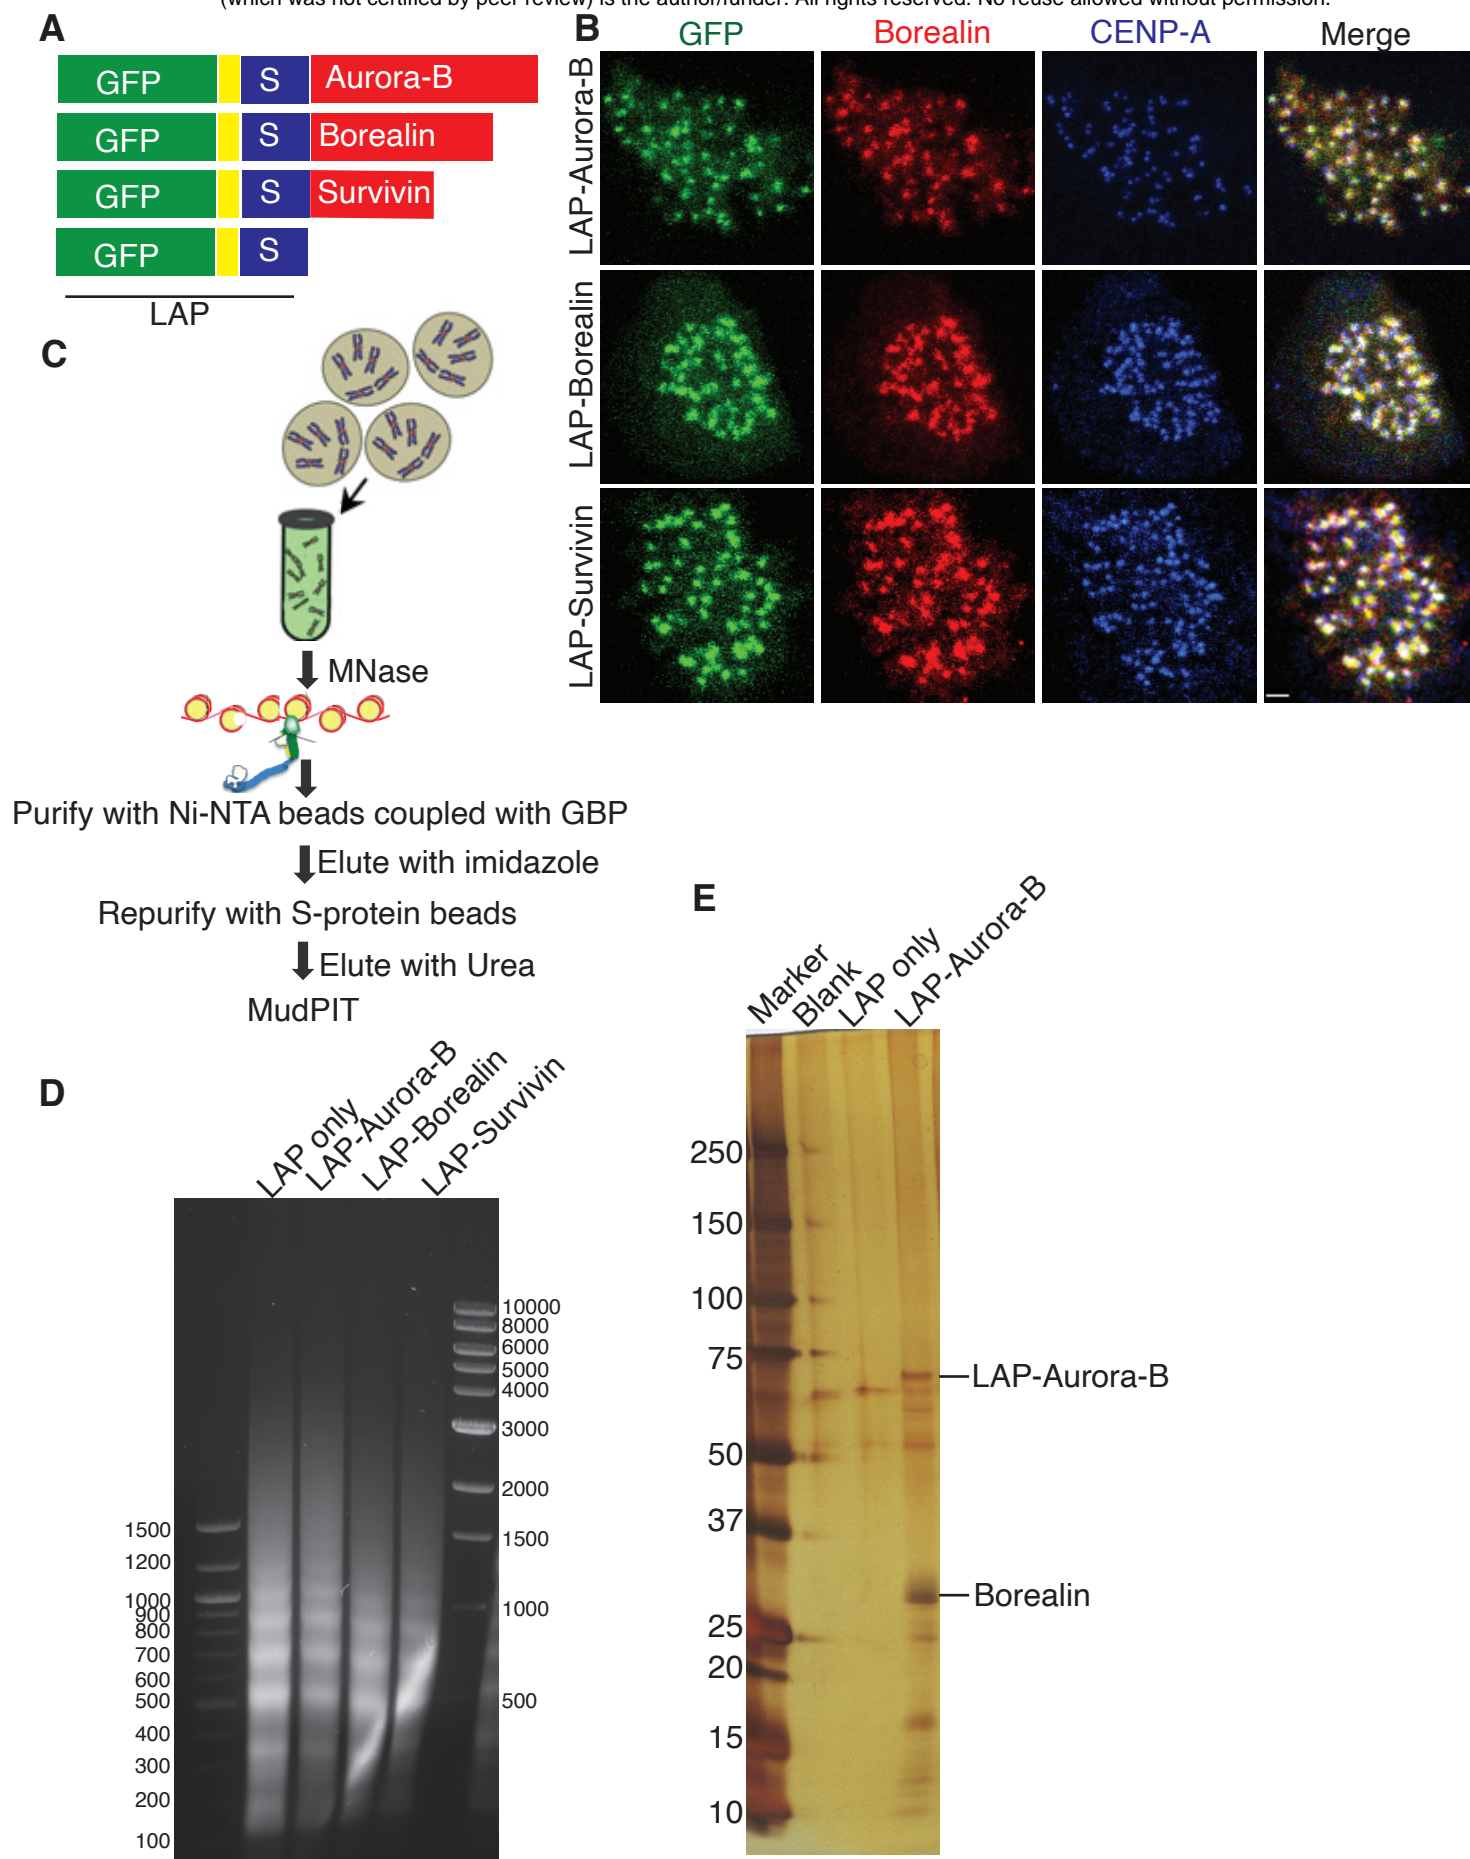 (which was not certified by peer review) is the author/funder. All rights reserved. No reuse allowed without permission.
A
GFP S Aurora-B
GFP S Borealin
GFP S Survivin
GFP S
LAP
B
GFP Borealin CENP-A Merge
LAP-Aurora-B
LAP-Borealin
LAP-Survivin
C
MNase
Purify with Ni-NTA beads coupled with GBP
Elute with imidazole
Repurify with S-protein beads
Elute with Urea
MudPIT
D
LAP only
LAP-Aurora-B
LAP-Borealin
LAP-Survivin
1500
1200
1000
900
800
700
600
500
400
300
200
100
10000
8000
6000
5000
4000
3000
2000
1500
1000
500
E
Marker
Blank
LAP only
LAP-Aurora-B
250
150
100
75
50
37
25
20
15
10
LAP-Aurora-B
Borealin